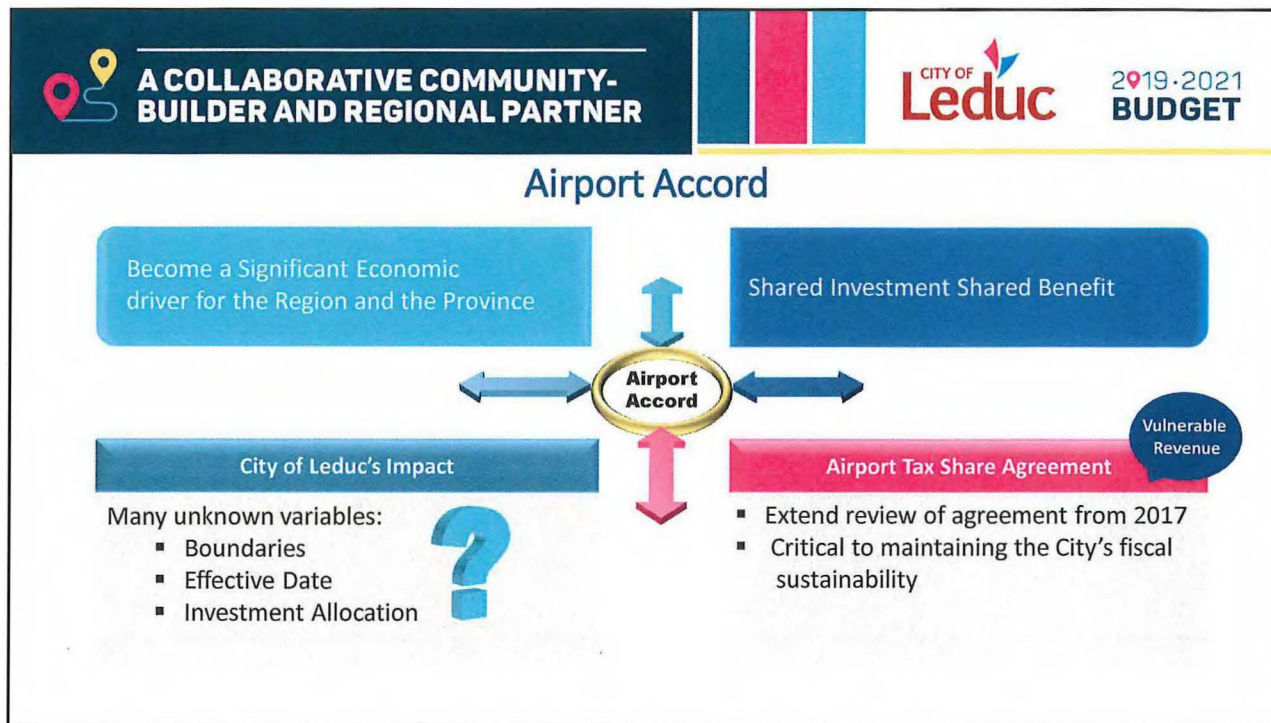 A COLLABORATIVE COMMUNITY-
BUILDER AND REGIONAL PARTNER
CITY OF
Leduc
2019·2021
BUDGET
Airport Accord
Become a Significant Economic
driver for the Region and the Province
Shared Investment Shared Benefit
Airport
Accord
Vulnerable
Revenue
City of Leduc's Impact
Many unknown variables:
▪ Boundaries
▪ Effective Date
▪ Investment Allocation
?
Airport Tax Share Agreement
▪ Extend review of agreement from 2017
▪ Critical to maintaining the City's fiscal
sustainability